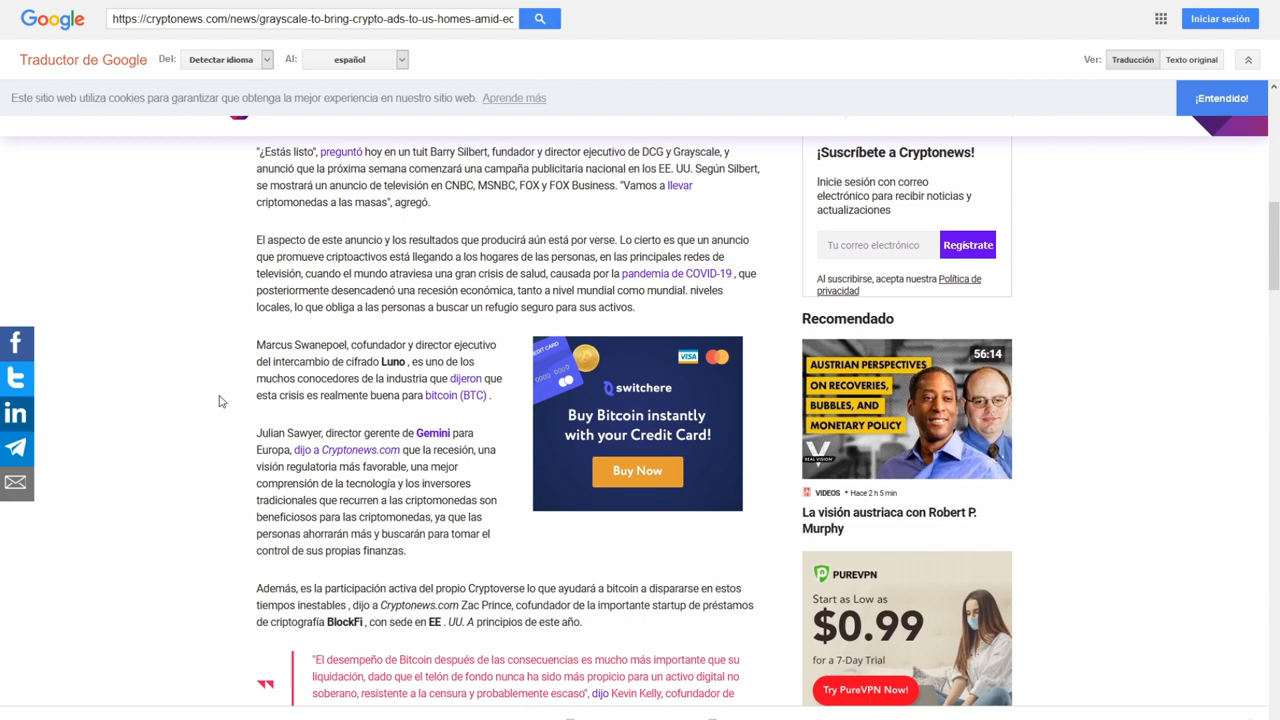 Google
https://cryptonews.com/news/grayscale-to-bring-crypto-ads-to-us-homes-amid-ec
Iniciar sesión
Traductor de Google
Del:
Detectar idioma
Al:
español
Ver:
Traducción
Texto original
Este sitio web utiliza cookies para garantizar que obtenga la mejor experiencia en nuestro sitio web. Aprende más
¡Entendido!
"¿Estás listo", preguntó hoy en un tuit Barry Silbert, fundador y director ejecutivo de DCG y Grayscale, y
anunció que la próxima semana comenzará una campaña publicitaria nacional en los EE. UU. Según Silbert,
se mostrará un anuncio de televisión en CNBC, MSNBC, FOX y FOX Business. "Vamos a llevar
criptomonedas a las masas", agregó.
El aspecto de este anuncio y los resultados que producirá aún está por verse. Lo cierto es que un anuncio
que promueve criptoactivos está llegando a los hogares de las personas, en las principales redes de
televisión, cuando el mundo atraviesa una gran crisis de salud, causada por la pandemia de COVID-19 , que
posteriormente desencadenó una recesión económica, tanto a nivel mundial como mundial. niveles
locales, lo que obliga a las personas a buscar un refugio seguro para sus activos.
Marcus Swanepoel, cofundador y director ejecutivo
del intercambio de cifrado Luno , es uno de los
muchos conocedores de la industria que dijeron que
esta crisis es realmente buena para bitcoin (BTC) .
Julian Sawyer, director gerente de Gemini para
Europa, dijo a Cryptonews.com que la recesión, una
visión regulatoria más favorable, una mejor
comprensión de la tecnología y los inversores
tradicionales que recurren a las criptomonedas son
beneficiosos para las criptomonedas, ya que las
personas ahorrarán más y buscarán para tomar el
control de sus propias finanzas.
CREDIT CARD
VISA
switchere
Buy Bitcoin instantly
with your Credit Card!
Buy Now
Además, es la participación activa del propio Cryptoverse lo que ayudará a bitcoin a dispararse en estos
tiempos inestables , dijo a Cryptonews.com Zac Prince, cofundador de la importante startup de préstamos
de criptografía BlockFi , con sede en EE . UU. A principios de este año.
"El desempeño de Bitcoin después de las consecuencias es mucho más importante que su
liquidación, dado que el telón de fondo nunca ha sido más propicio para un activo digital no
soberano, resistente a la censura y probablemente escaso", dijo Kevin Kelly, cofundador de
¡Suscríbete a Cryptonews!
Inicie sesión con correo
electrónico para recibir noticias y
actualizaciones
Tu correo electrónico
Regístrate
Al suscribirse, acepta nuestra Política de
privacidad
Recomendado
56:14
AUSTRIAN PERSPECTIVES
ON RECOVERIES,
BUBBLES, AND
MONETARY POLICY
REAL VISION
VIDEOS • Hace 2 h 5 min
La visión austriaca con Robert P.
Murphy
PUREVPN
Start as Low as
$0.99
for a 7-Day Trial
Try PureVPN Now!